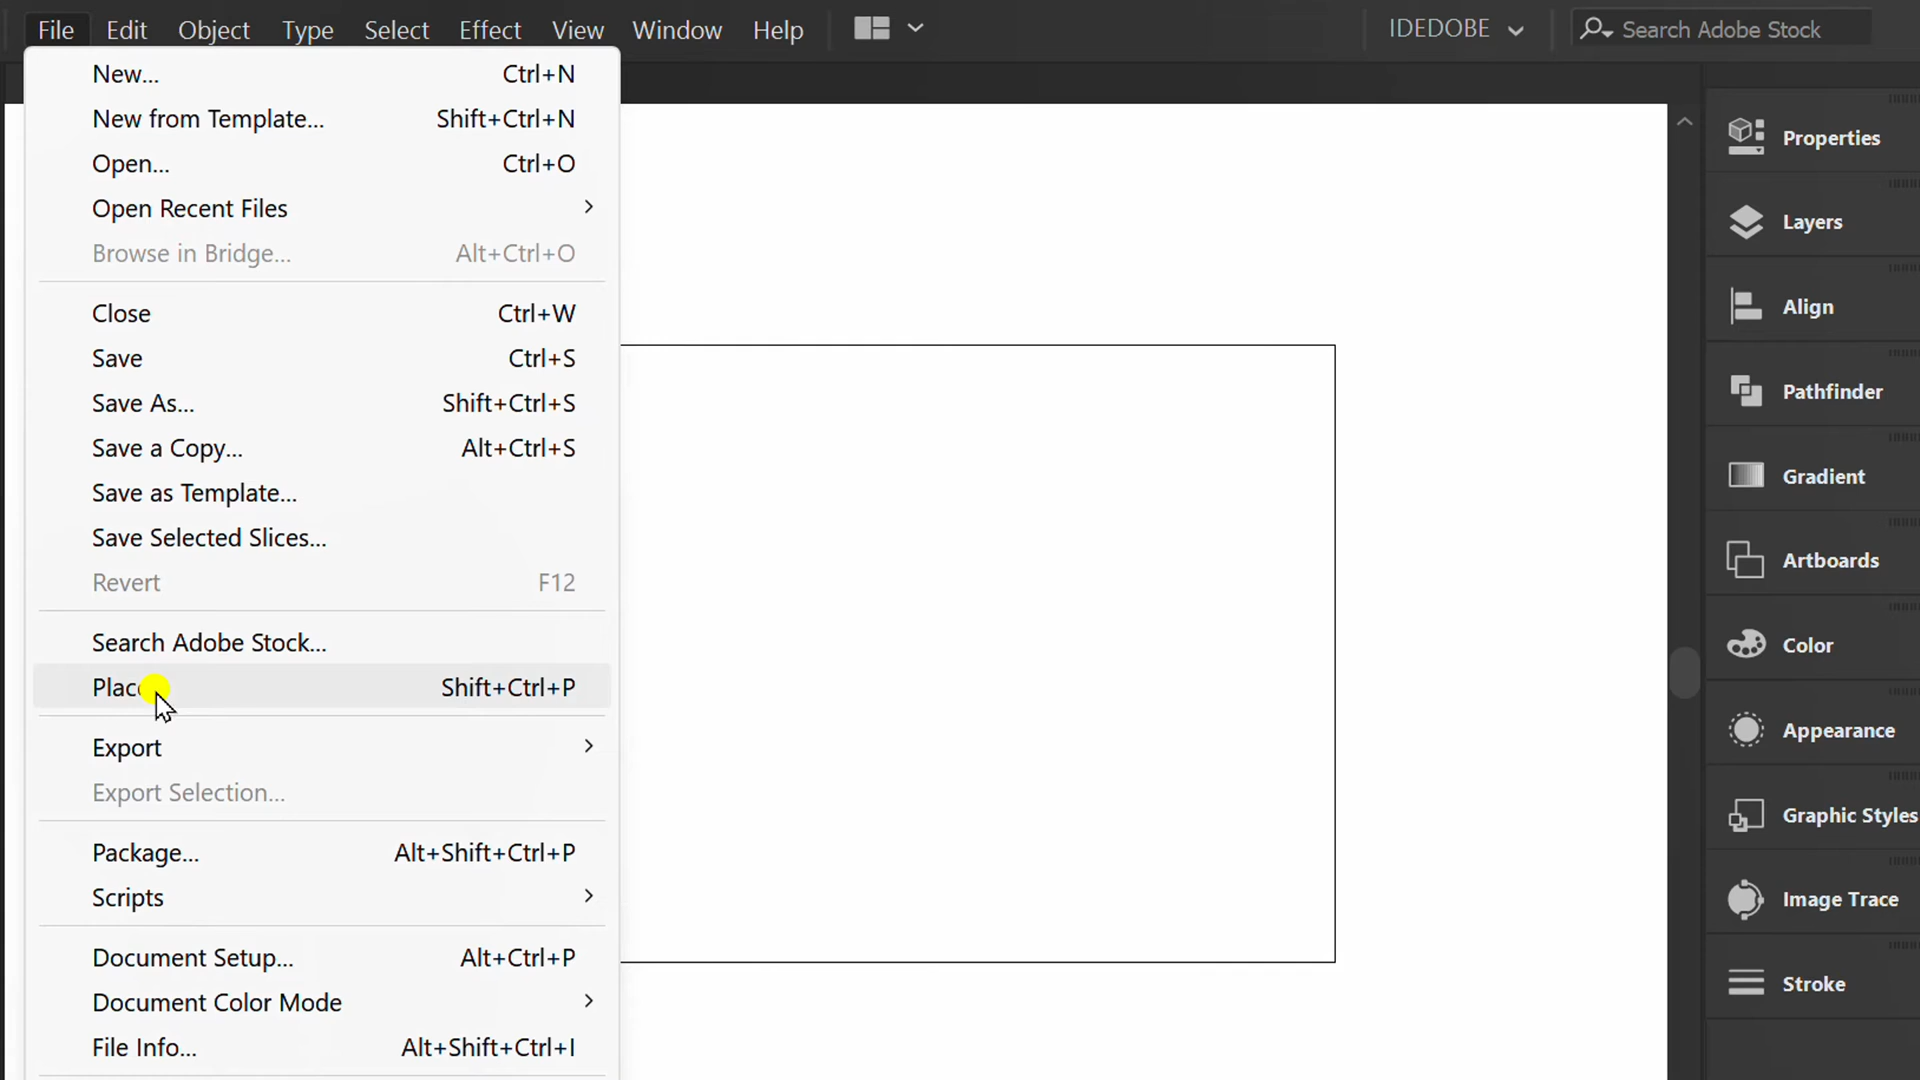 File Edit Object Type Select Effect View Window Help IDEDOBE Search Adobe Stock
New... Ctrl+N
New from Template... Shift+Ctrl+N
Open... Ctrl+O
Open Recent Files
Browse in Bridge... Alt+Ctrl+O
Close Ctrl+W
Save Ctrl+S
Save As... Shift+Ctrl+S
Save a Copy... Alt+Ctrl+S
Save as Template...
Save Selected Slices...
Revert F12
Search Adobe Stock...
Shift+Ctrl+P
Export
Export Selection...
Package... Alt+Shift+Ctrl+P
Scripts
Document Setup... Alt+Ctrl+P
Document Color Mode
File Info... Alt+Shift+Ctrl+I
Properties
Layers
Align
Pathfinder
Gradient
Artboards
Color
Appearance
Graphic Styles
Image Trace
Stroke